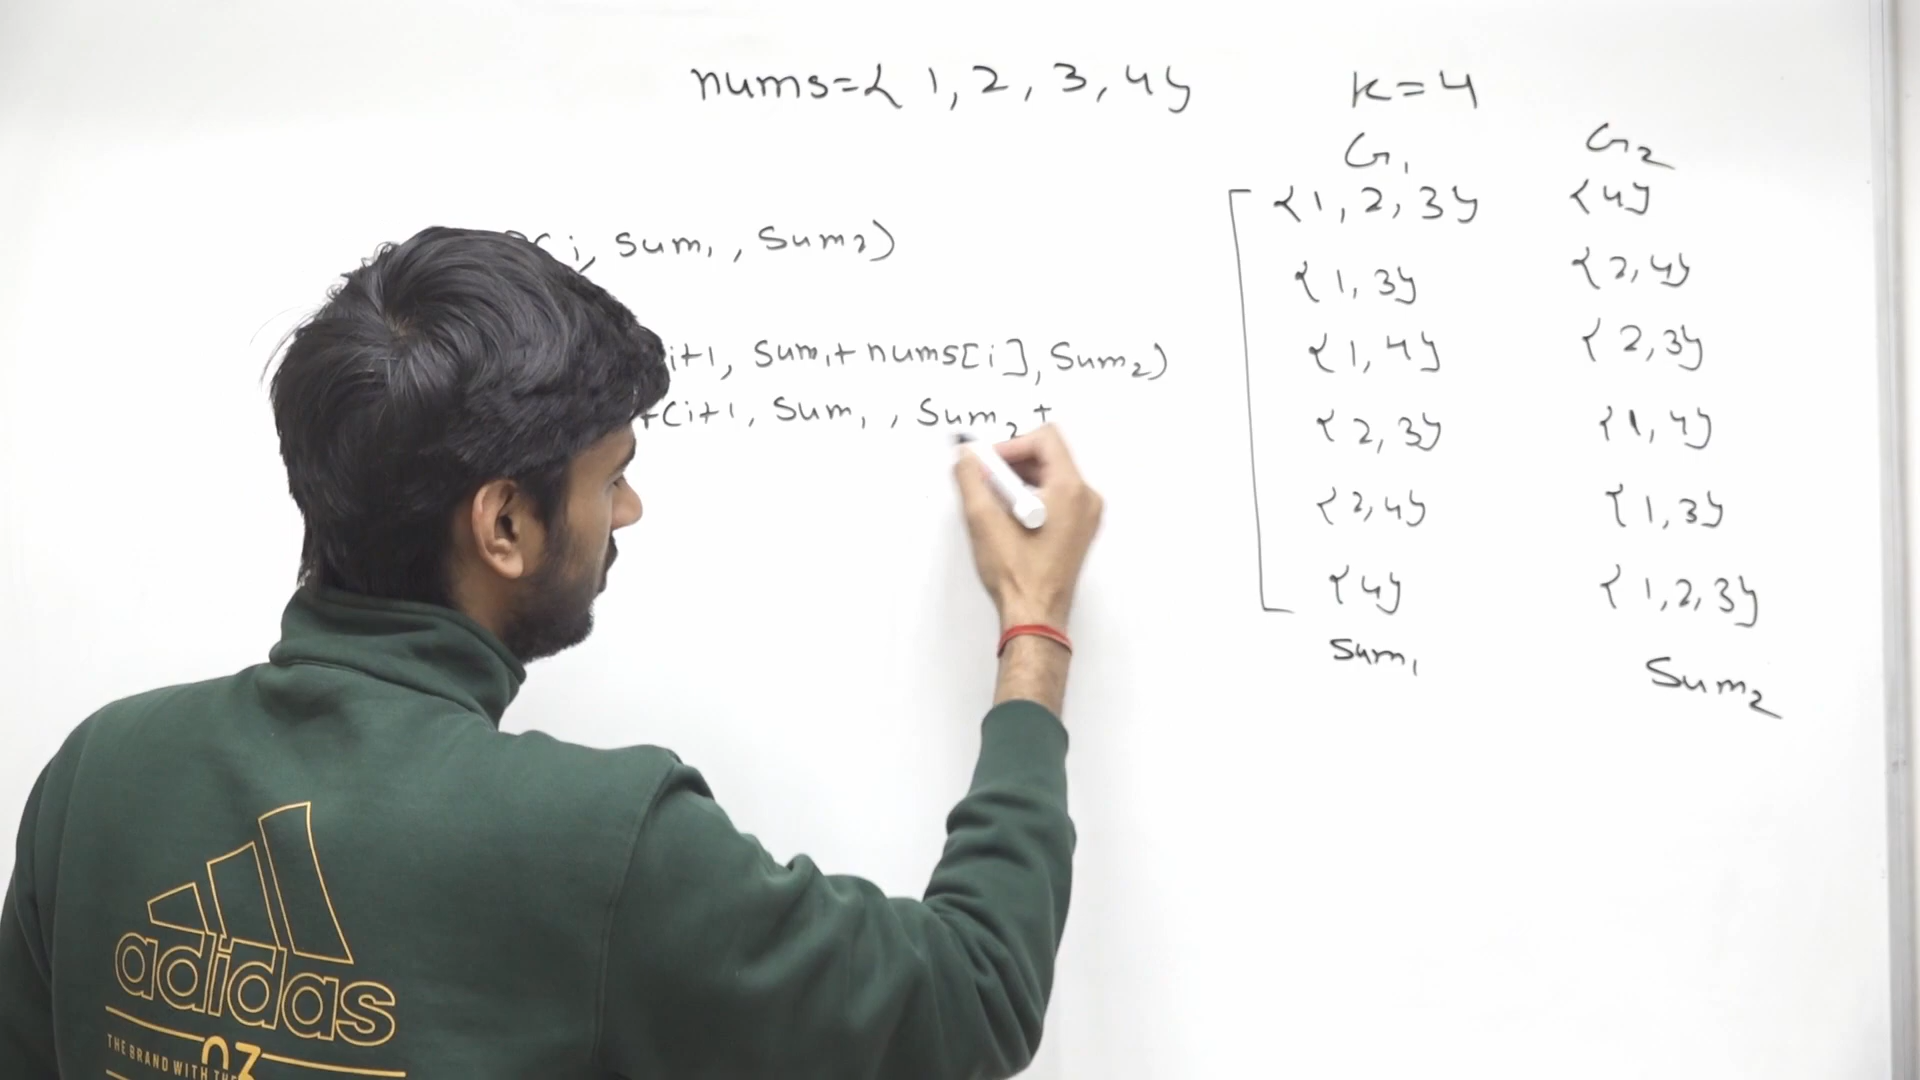 nums={ 1, 2, 3, 4}
k=4
G1 G2
{1, 2, 3} {4}
{1, 3} {2,4}
{1, 4} {2,3}
{2, 3} {1,4}
{2,4} {1,3}
{4} {1,2,3}
Sum1 Sum2
(i, Sum1, Sum2)
i+1, Sum1+nums[i], Sum2)
(i+1, Sum1, Sum2 +
adidas
THE BRAND WITH THE
03